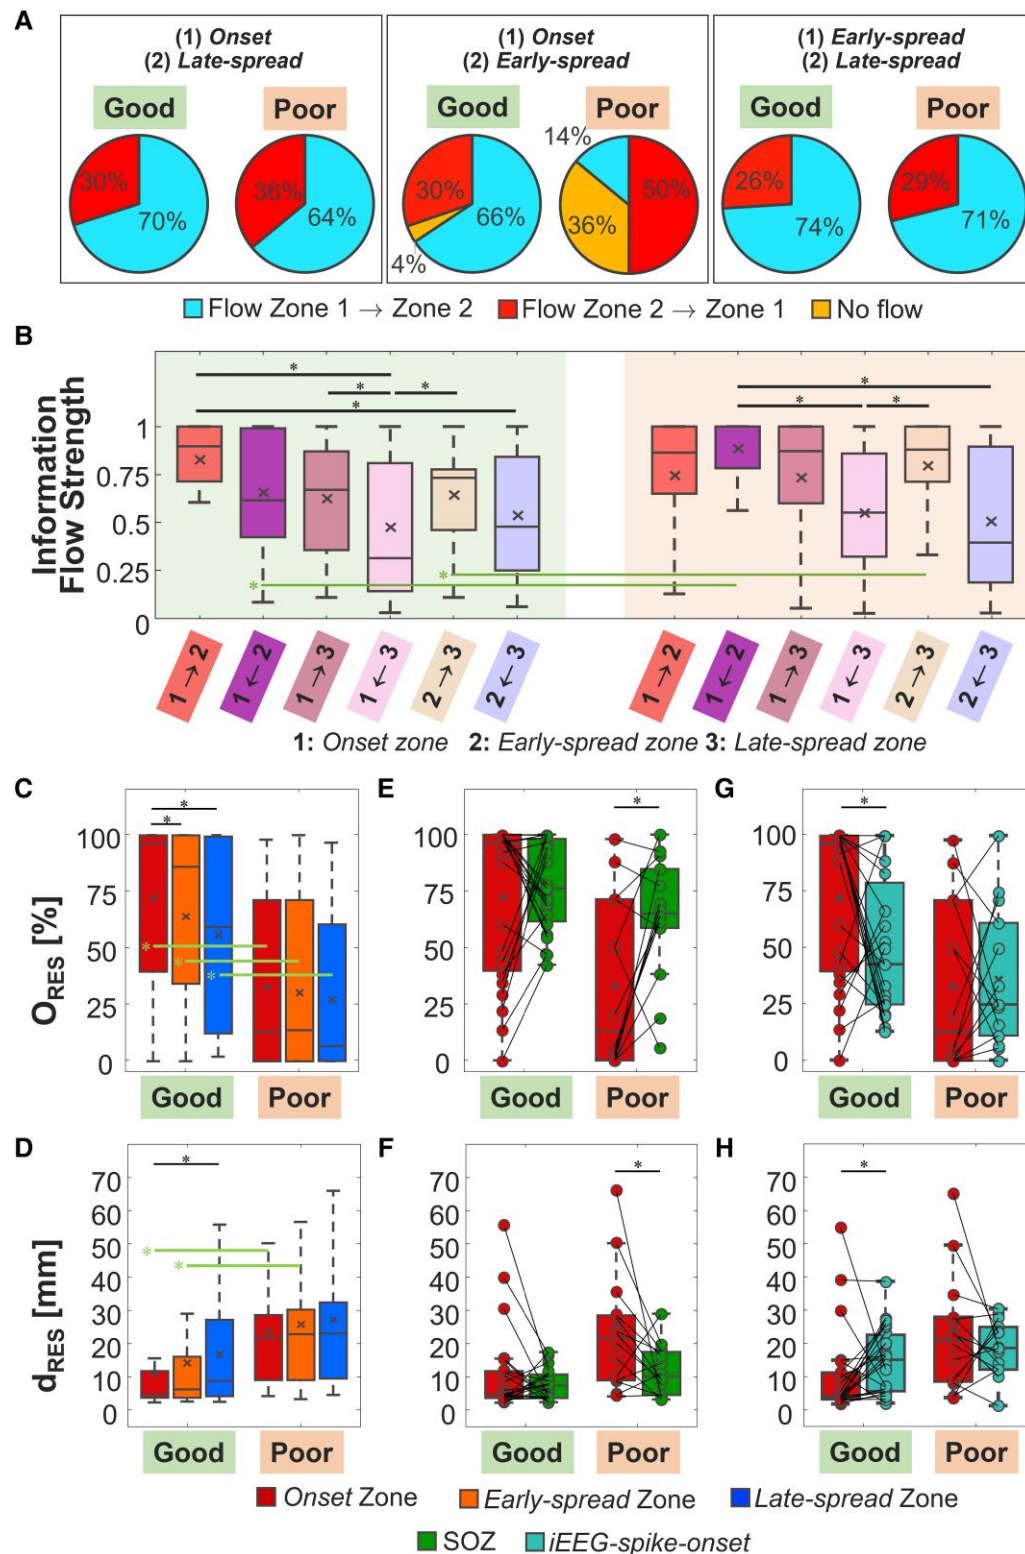 A
(1) Onset
(2) Late-spread
Good Poor
30% 70% 36% 64%
(1) Onset
(2) Early-spread
Good Poor
30% 66% 4% 14% 36% 50%
(1) Early-spread
(2) Late-spread
Good Poor
26% 74% 29% 71%
Flow Zone 1 → Zone 2 Flow Zone 2 → Zone 1 No flow
B
Information
Flow Strength
1
0.75
0.5
0.25
0
* * * *
* * *
* *
1 → 2 1 ← 2 1 → 3 1 ← 3 2 → 3 2 ← 3
1 → 2 1 ← 2 1 → 3 1 ← 3 2 → 3 2 ← 3
1: Onset zone 2: Early-spread zone 3: Late-spread zone
C
ORES [%]
100
75
50
25
0
* *
* * *
Good Poor
E
100
75
50
25
0
*
Good Poor
G
100
75
50
25
0
*
Good Poor
D
dRES [mm]
70
60
50
40
30
20
10
0
*
* *
Good Poor
F
70
60
50
40
30
20
10
0
*
Good Poor
H
70
60
50
40
30
20
10
0
*
Good Poor
Onset Zone Early-spread Zone Late-spread Zone
SOZ iEEG-spike-onset